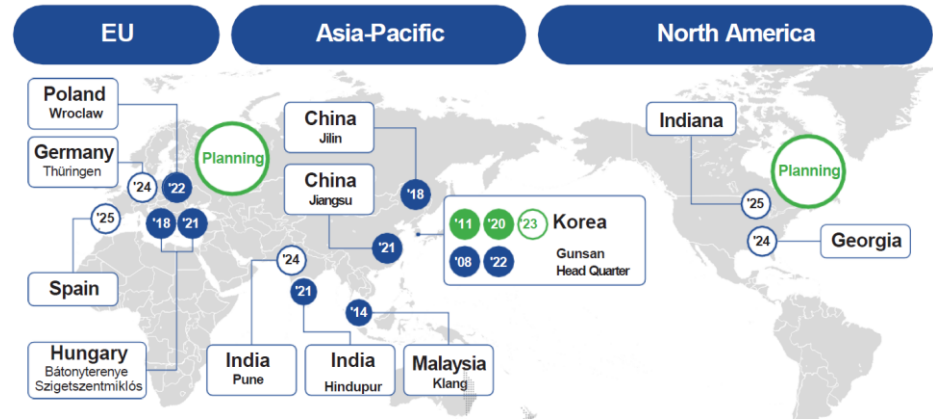 EU
Asia-Pacific
North America
Poland
Wroclaw
Germany
Thüringen
Planning
'24
'22
'25
'18
'21
Spain
Hungary
Bátonyterenye
Szigetszentmiklós
China
Jilin
'18
China
Jiangsu
'21
'11
'20
'23
Korea
'08
'22
Gunsan
Head Quarter
'24
'21
'14
India
Pune
India
Hindupur
Malaysia
Klang
Indiana
Planning
'25
'24
Georgia